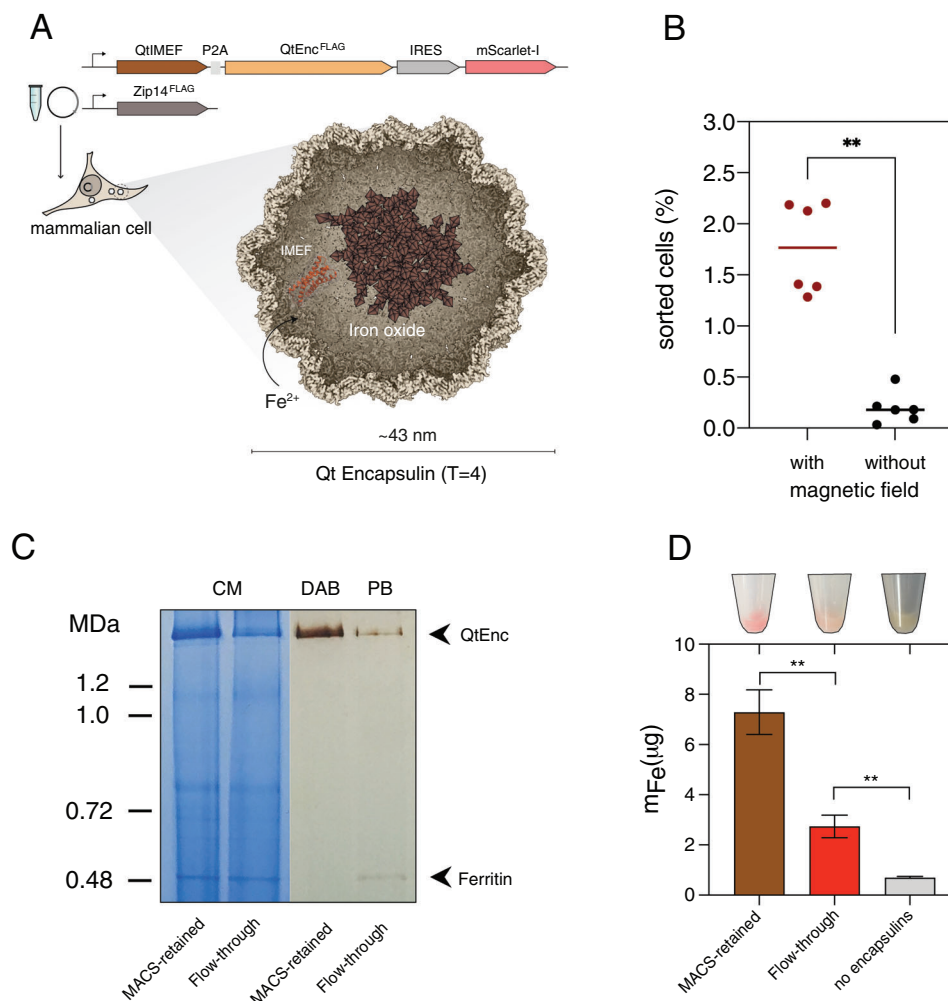 A
QtIMEF P2A QtEnc^FLAG IRES mScarlet-I
Zip14^FLAG
mammalian cell
IMEF
Iron oxide
Fe²⁺
~43 nm
Qt Encapsulin (T=4)
B
3.0
**
2.5
2.0
1.5
1.0
0.5
0.0
sorted cells (%)
with without
magnetic field
C
CM DAB PB
MDa
QtEnc
1.2
1.0
0.72
0.48
Ferritin
MACS-retained
Flow-through
MACS-retained
Flow-through
D
10
**
8
6
**
4
2
0
mFe(μg)
MACS-retained
Flow-through
no encapsulins